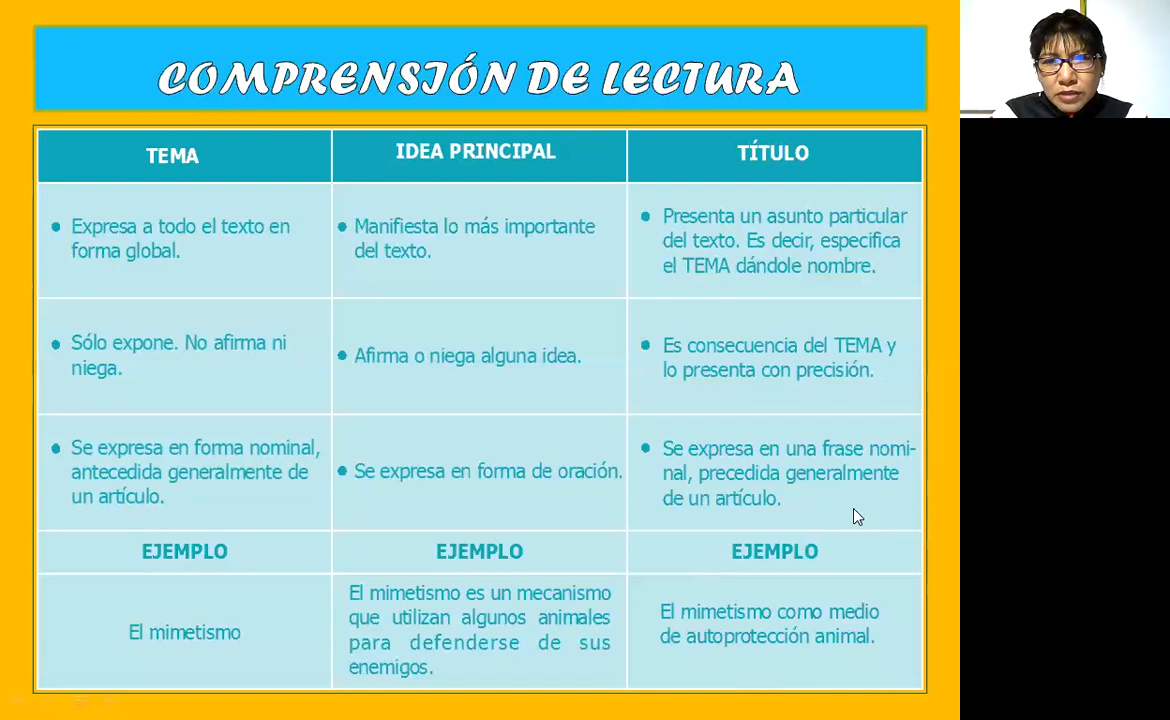 COMPRENSIÓN DE LECTURA
TEMA
IDEA PRINCIPAL
TÍTULO
• Expresa a todo el texto en
forma global.
• Manifiesta lo más importante
del texto.
• Presenta un asunto particular
del texto. Es decir, especifica
el TEMA dándole nombre.
• Sólo expone. No afirma ni
niega.
• Afirma o niega alguna idea.
• Es consecuencia del TEMA y
lo presenta con precisión.
• Se expresa en forma nominal,
antecedida generalmente de
un artículo.
• Se expresa en forma de oración.
• Se expresa en una frase nomi-
nal, precedida generalmente
de un artículo.
EJEMPLO
EJEMPLO
EJEMPLO
El mimetismo
El mimetismo es un mecanismo
que utilizan algunos animales
para defenderse de sus
enemigos.
El mimetismo como medio
de autoprotección animal.